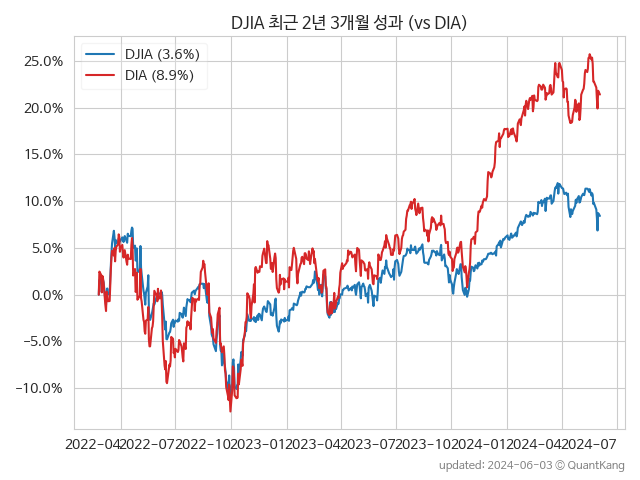 DJIA 최근 2년 3개월 성과 (vs DIA)
DJIA (3.6%)
DIA (8.9%)
25.0%
20.0%
15.0%
10.0%
5.0%
0.0%
−5.0%
−10.0%
2022-04 2022-07 2022-10 2023-01 2023-04 2023-07 2023-10 2024-01 2024-04 2024-07
updated: 2024-06-03 © QuantKang